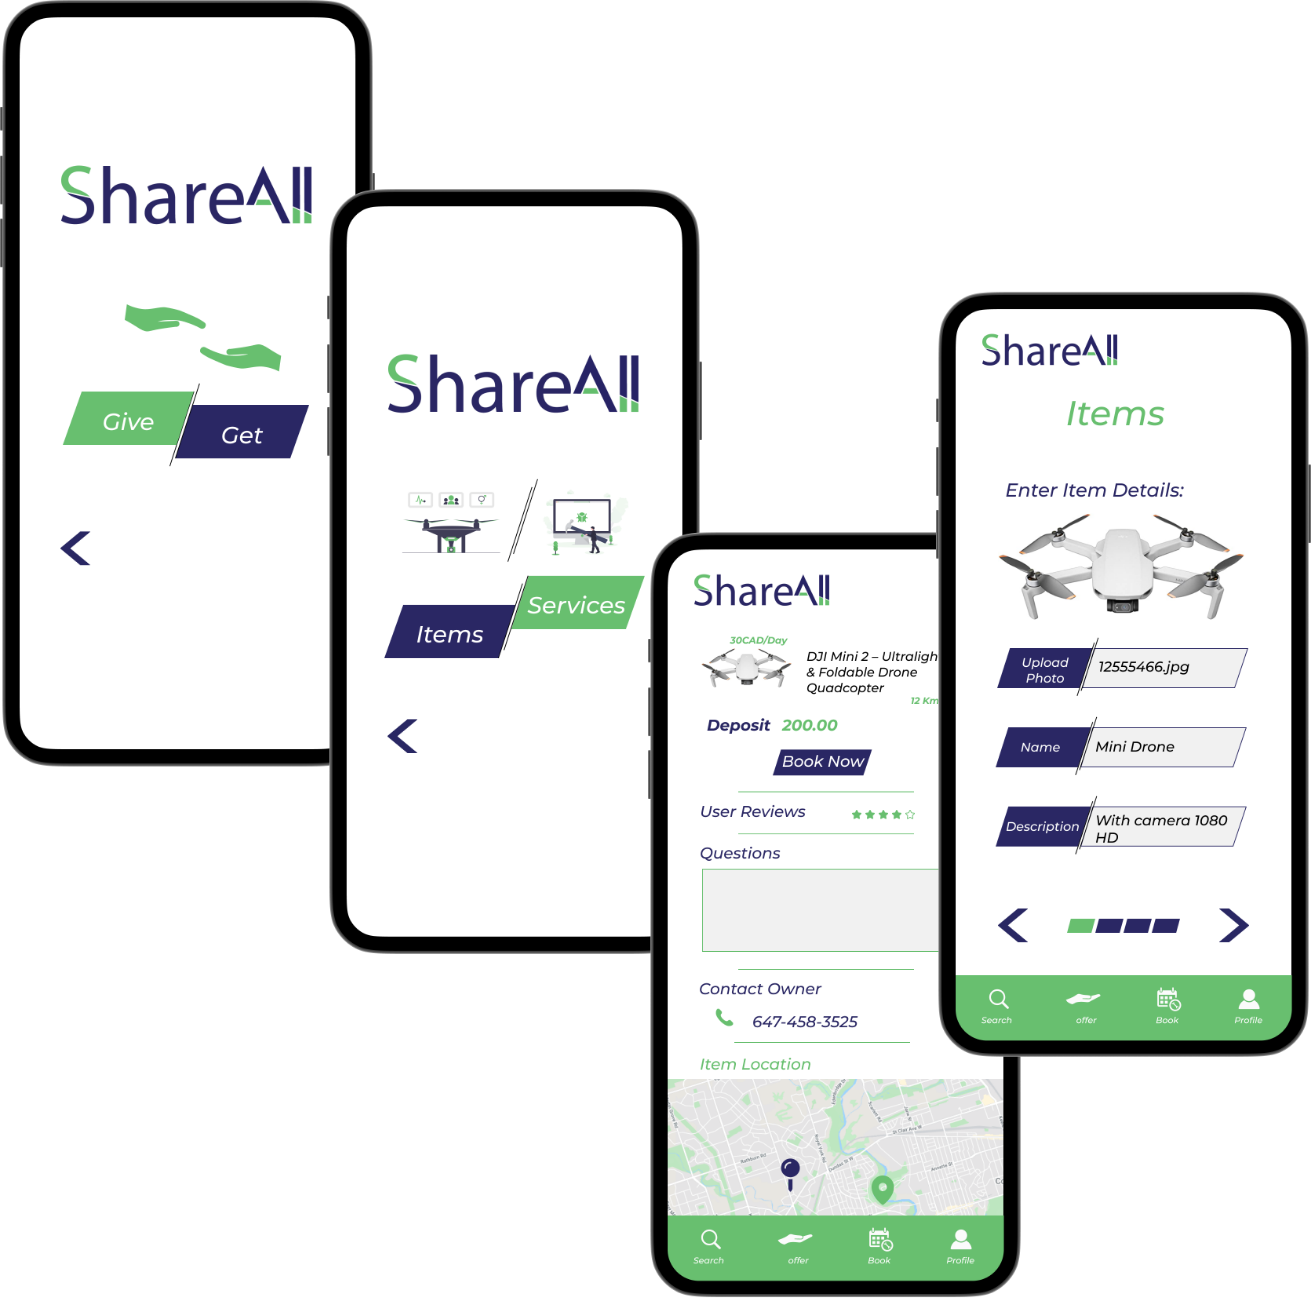 ShareAll
Give
Get
ShareAll
Items
Services
ShareAll
30CAD/Day
DJI Mini 2 – Ultraligh
& Foldable Drone
Quadcopter
12 Km
Deposit 200.00
Book Now
User Reviews
Questions
Contact Owner
647-458-3525
Item Location
Search
offer
Book
Profile
ShareAll
Items
Enter Item Details:
Upload
Photo
12555466.jpg
Name
Mini Drone
Description
With camera 1080
HD
Search
offer
Book
Profile